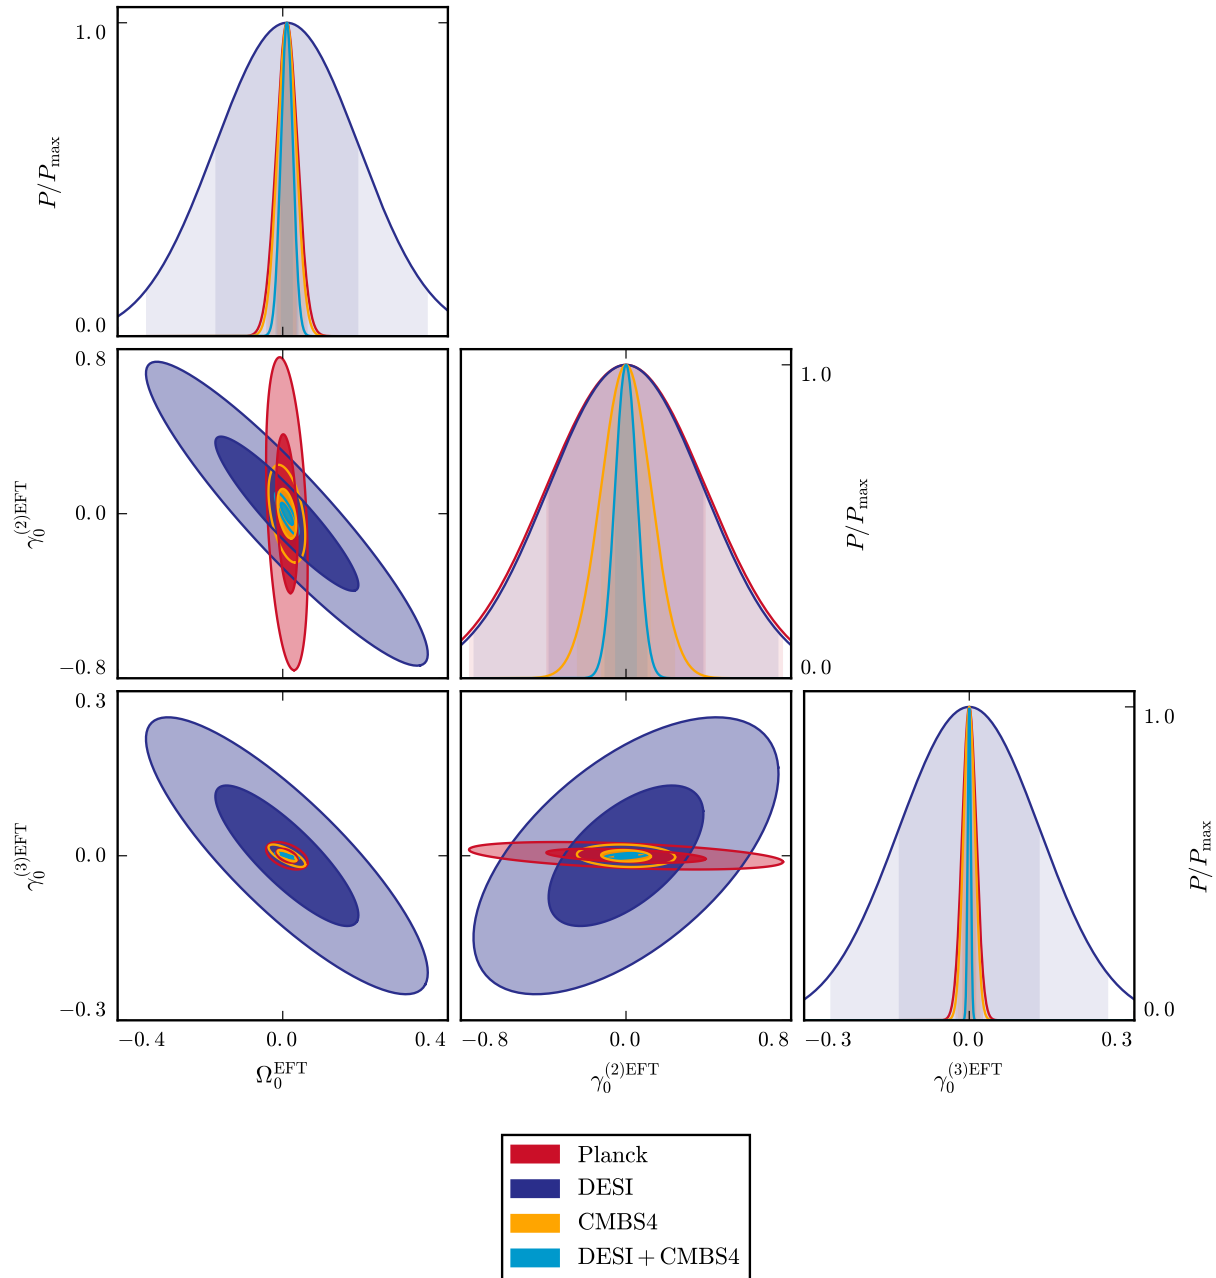 1.0
P/P_max
0.0
0.8
γ_0^(2)EFT
0.0
−0.8
1.0
P/P_max
0.0
0.3
γ_0^(3)EFT
0.0
−0.3
1.0
P/P_max
0.0
−0.4 0.0 0.4
−0.8 0.0 0.8
−0.3 0.0 0.3
Ω_0^EFT
γ_0^(2)EFT
γ_0^(3)EFT
Planck
DESI
CMBS4
DESI + CMBS4